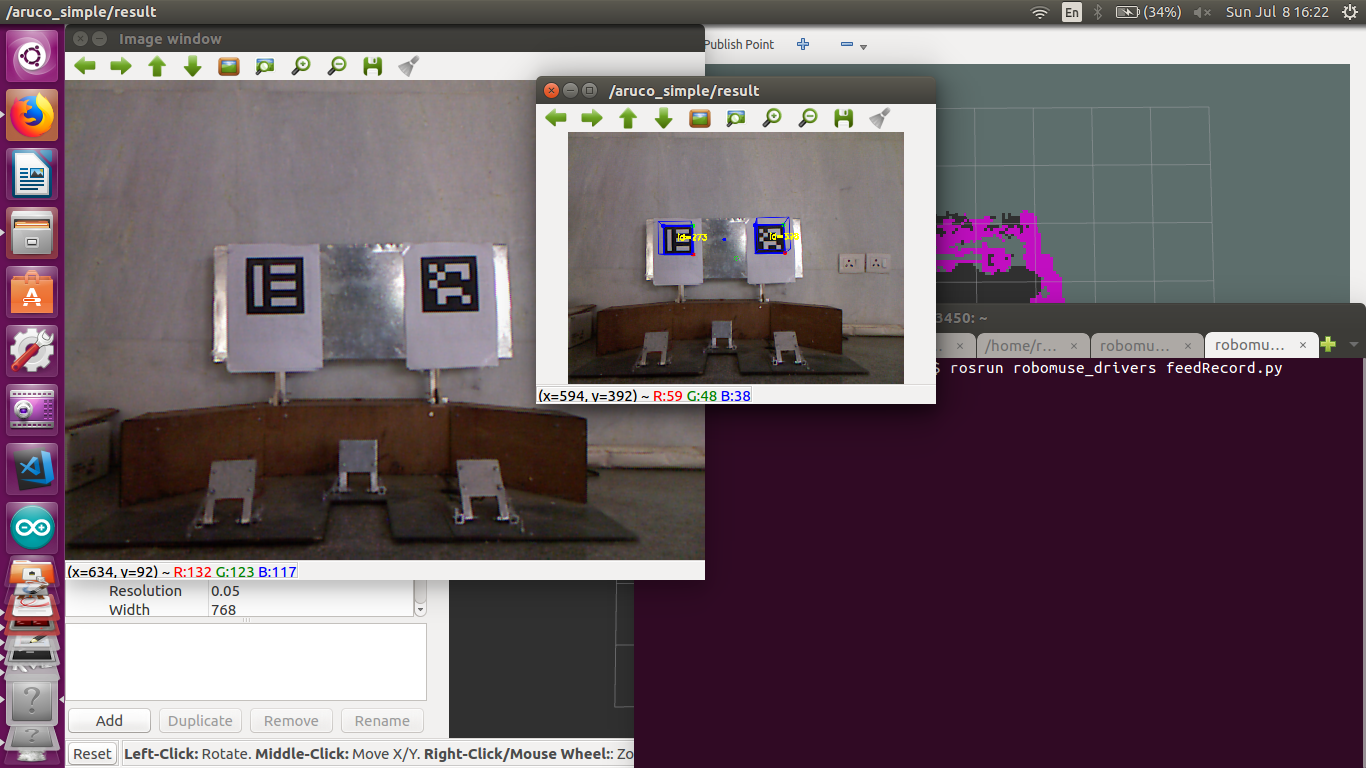 /aruco_simple/result
En
(34%)
Sun Jul 8 16:22
Image window
Publish Point
/aruco_simple/result
id=273
(x=594, y=392) ~ R:59 G:48 B:38
3450: ~
/home/r...
robomu...
robomu...
$ rosrun robomuse_drivers feedRecord.py
(x=634, y=92) ~ R:132 G:123 B:117
Resolution 0.05
Width 768
Add Duplicate Remove Rename
Reset
Left-Click: Rotate. Middle-Click: Move X/Y. Right-Click/Mouse Wheel:: Zo